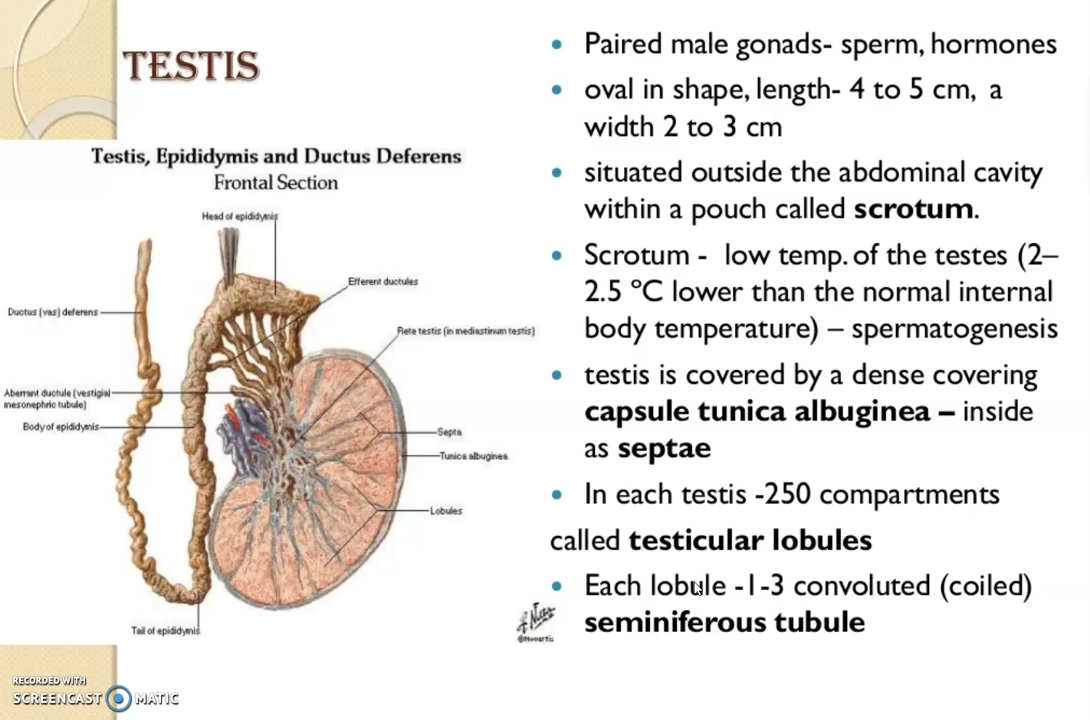 TESTIS
Testis, Epididymis and Ductus Deferens
Frontal Section
Head of epididymis
Efferent ductules
Ductus (vas) deferens
Rete testis (in mediastinum testis)
Aberrant ductule (vestigial
mesonephric tubule)
Body of epididymis
Septa
Tunica albuginea
Lobules
Tail of epididymis
©Novartis
• Paired male gonads- sperm, hormones
• oval in shape, length- 4 to 5 cm, a
width 2 to 3 cm
• situated outside the abdominal cavity
within a pouch called scrotum.
• Scrotum - low temp. of the testes (2–
2.5 ºC lower than the normal internal
body temperature) – spermatogenesis
• testis is covered by a dense covering
capsule tunica albuginea – inside
as septae
• In each testis -250 compartments
called testicular lobules
• Each lobule -1-3 convoluted (coiled)
seminiferous tubule
RECORDED WITH
SCREENCAST MATIC